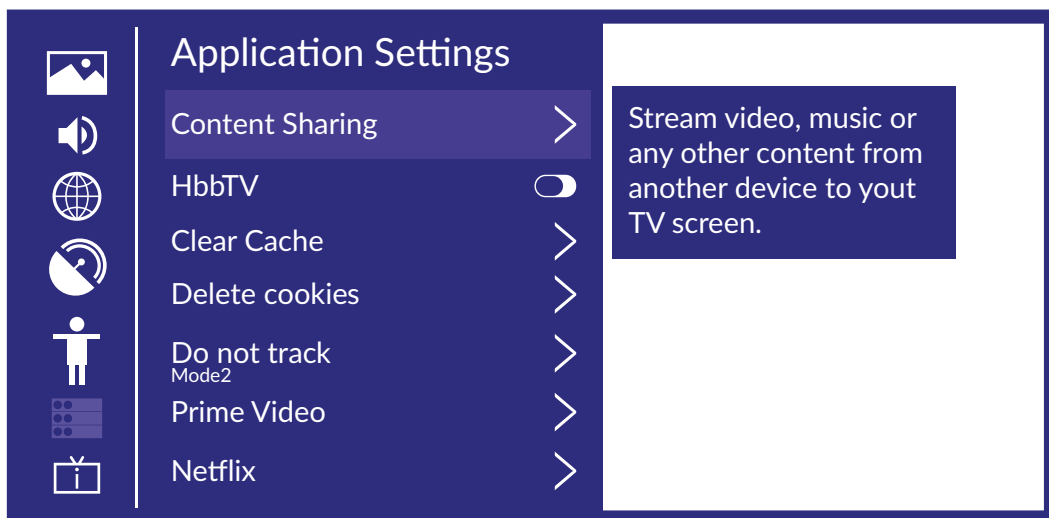 Application Settings
Content Sharing
HbbTV
Clear Cache
Delete cookies
Do not track
Mode2
Prime Video
Netflix
Stream video, music or
any other content from
another device to yout
TV screen.
i